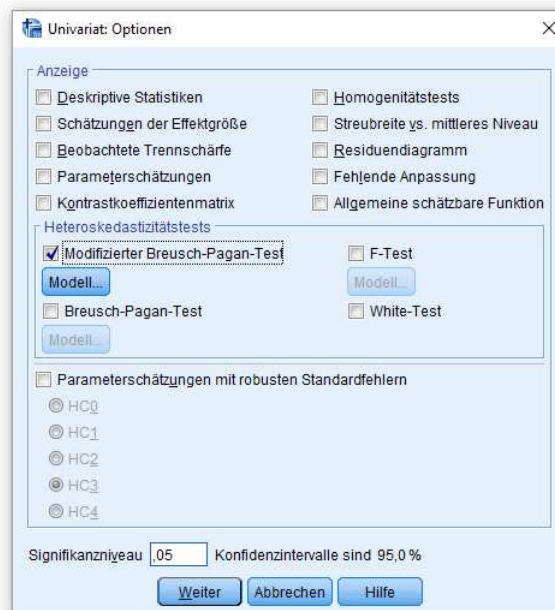 Univariat: Optionen
Anzeige
Deskriptive Statistiken
Homogenitätstests
Schätzungen der Effektgröße
Streubreite vs. mittleres Niveau
Beobachtete Trennschärfe
Residuendiagramm
Parameterschätzungen
Fehlende Anpassung
Kontrastkoeffizientenmatrix
Allgemeine schätzbare Funktion
Heteroskedastizitätstests
Modifizierter Breusch-Pagan-Test
F-Test
Modell...
Modell...
Breusch-Pagan-Test
White-Test
Modell...
Parameterschätzungen mit robusten Standardfehlern
HC0
HC1
HC2
HC3
HC4
Signifikanzniveau ,05 Konfidenzintervalle sind 95,0 %
Weiter Abbrechen Hilfe